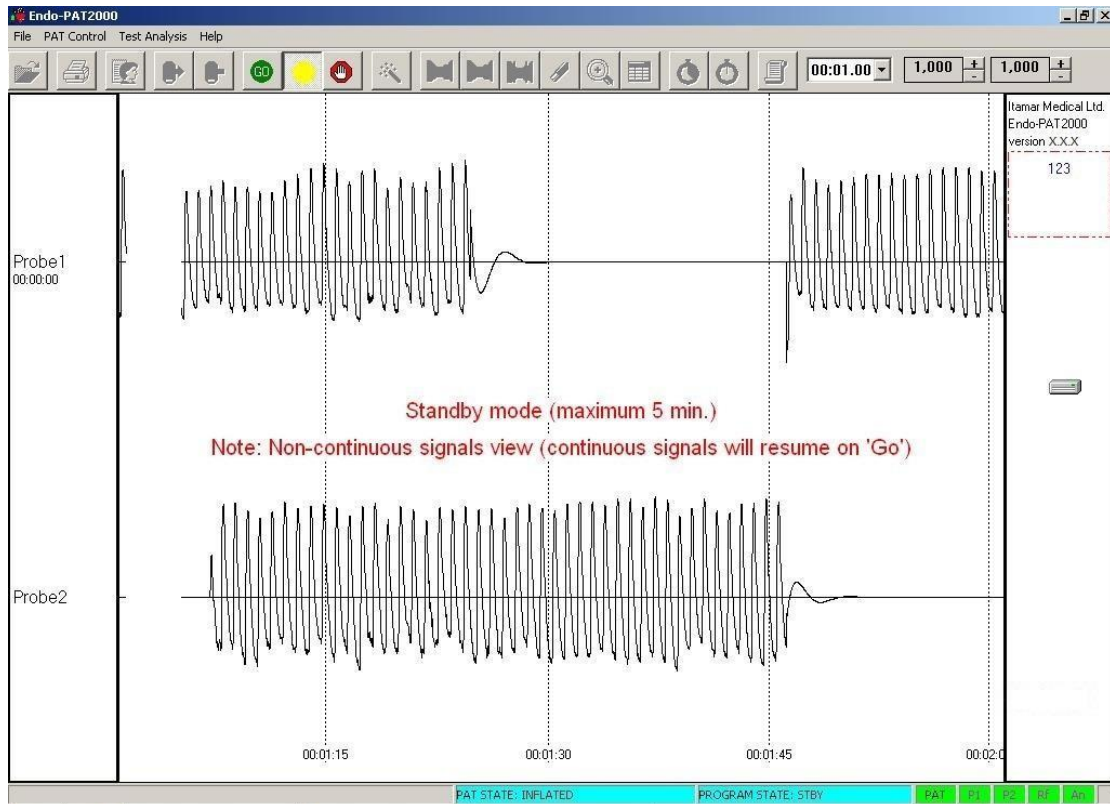 Endo-PAT2000
File PAT Control Test Analysis Help
GO
00:01.00
1,000 + -
1,000 + -
Itamar Medical Ltd.
Endo-PAT2000
version X.X.X
123
Probe1
00:00:00
Standby mode (maximum 5 min.)
Note: Non-continuous signals view (continuous signals will resume on 'Go')
Probe2
00:01:15 00:01:30 00:01:45 00:02:0
PAT STATE: INFLATED PROGRAM STATE: STBY PAT P1 P2 Rf An